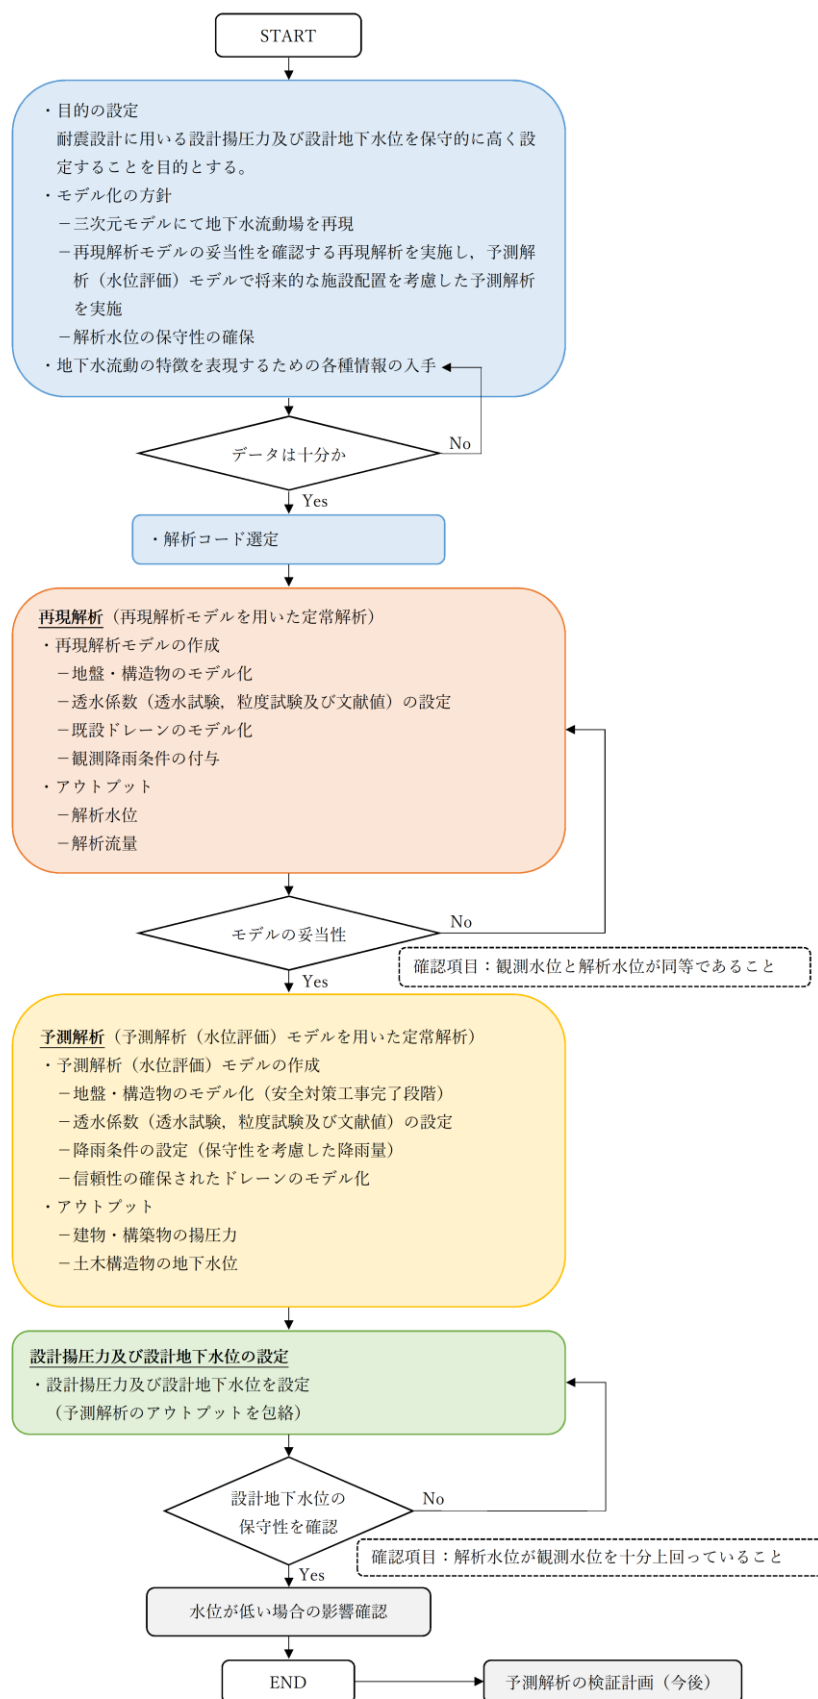 START
・目的の設定
耐震設計に用いる設計揚圧力及び設計地下水位を保守的に高く設
定することを目的とする。
・モデル化の方針
－三次元モデルにて地下水流動場を再現
－再現解析モデルの妥当性を確認する再現解析を実施し，予測解
析（水位評価）モデルで将来的な施設配置を考慮した予測解析
を実施
－解析水位の保守性の確保
・地下水流動の特徴を表現するための各種情報の入手
データは十分か
No
Yes
・解析コード選定
再現解析（再現解析モデルを用いた定常解析）
・再現解析モデルの作成
－地盤・構造物のモデル化
－透水係数（透水試験，粒度試験及び文献値）の設定
－既設ドレーンのモデル化
－観測降雨条件の付与
・アウトプット
－解析水位
－解析流量
モデルの妥当性
No
確認項目：観測水位と解析水位が同等であること
Yes
予測解析（予測解析（水位評価）モデルを用いた定常解析）
・予測解析（水位評価）モデルの作成
－地盤・構造物のモデル化（安全対策工事完了段階）
－透水係数（透水試験，粒度試験及び文献値）の設定
－降雨条件の設定（保守性を考慮した降雨量）
－信頼性の確保されたドレーンのモデル化
・アウトプット
－建物・構築物の揚圧力
－土木構造物の地下水位
設計揚圧力及び設計地下水位の設定
・設計揚圧力及び設計地下水位を設定
（予測解析のアウトプットを包絡）
設計地下水位の
保守性を確認
No
確認項目：解析水位が観測水位を十分上回っていること
Yes
水位が低い場合の影響確認
END
予測解析の検証計画（今後）